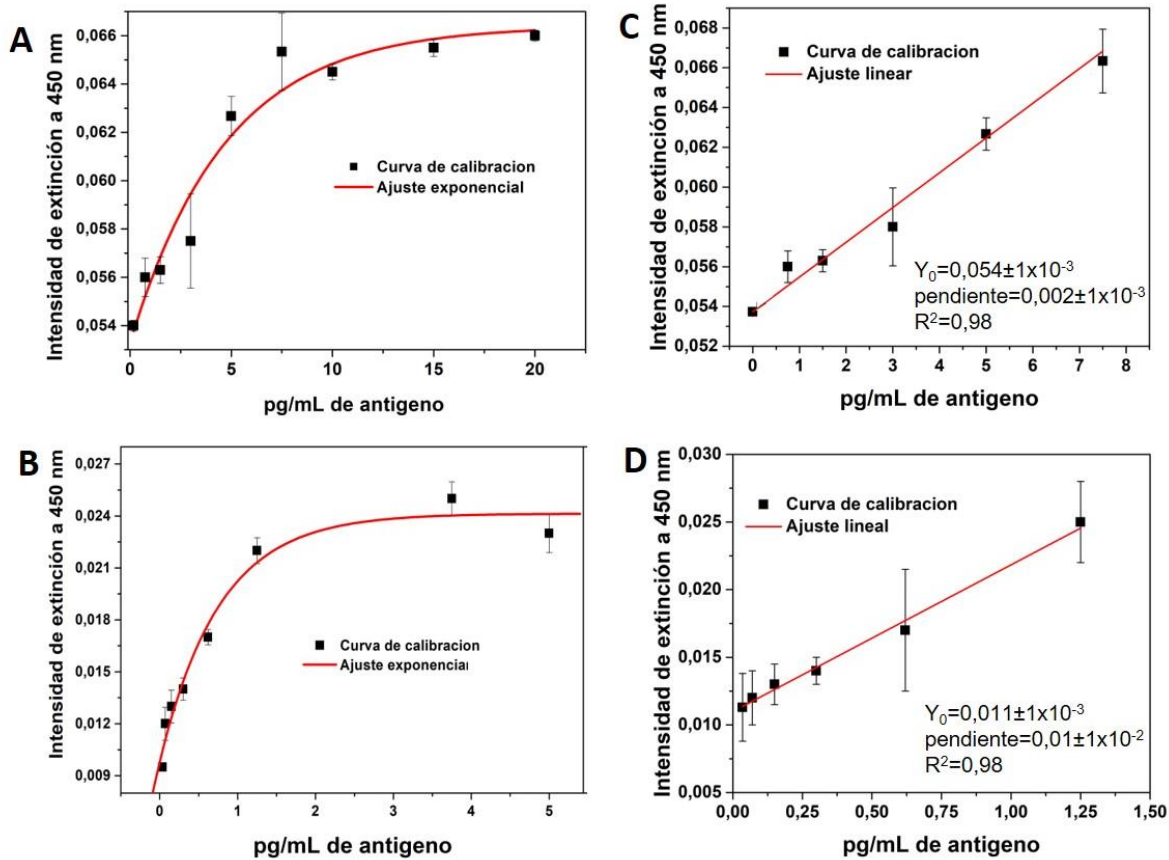 A
Intensidad de extinción a 450 nm
0,066
0,064
0,062
0,060
0,058
0,056
0,054
Curva de calibracion
Ajuste exponencial
0
5
10
15
20
pg/mL de antigeno
C
Intensidad de extinción a 450 nm
0,068
0,066
0,064
0,062
0,060
0,058
0,056
0,054
0,052
Curva de calibracion
Ajuste linear
Y₀=0,054±1x10⁻³
pendiente=0,002±1x10⁻³
R²=0,98
0
1
2
3
4
5
6
7
8
pg/mL de antigeno
B
Intensidad de extinción a 450 nm
0,027
0,024
0,021
0,018
0,015
0,012
0,009
Curva de calibracion
Ajuste exponencial
0
1
2
3
4
5
pg/mL de antigeno
D
Intensidad de extinción a 450 nm
0,030
0,025
0,020
0,015
0,010
0,005
Curva de calibracion
Ajuste lineal
Y₀=0,011±1x10⁻³
pendiente=0,01±1x10⁻²
R²=0,98
0,00
0,25
0,50
0,75
1,00
1,25
1,50
pg/mL de antigeno